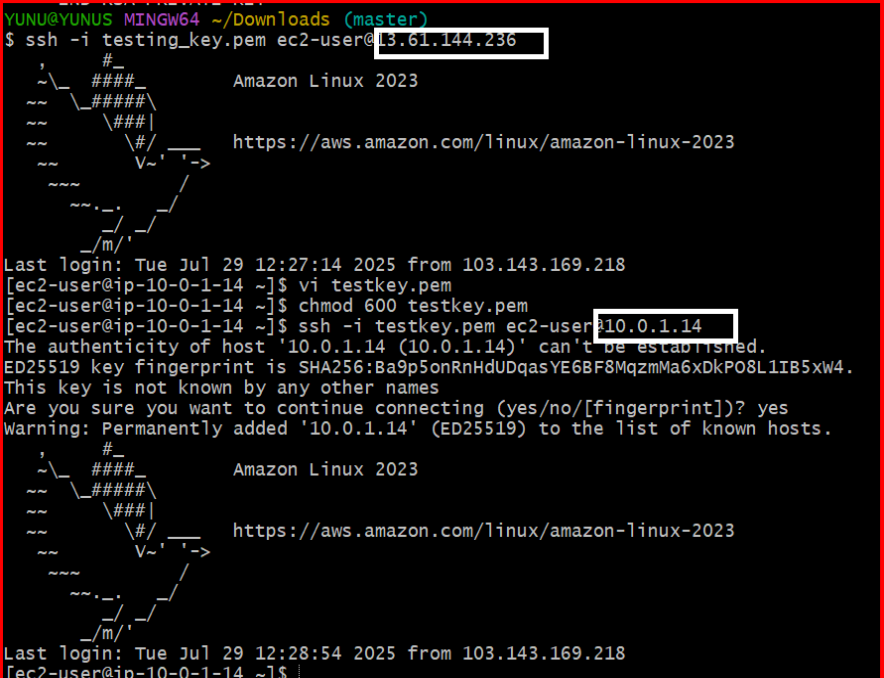 YUNU@YUNUS MINGW64 ~/Downloads (master)
$ ssh -i testing_key.pem ec2-user@13.61.144.236
   ,     #_
   ~\_  ####_        Amazon Linux 2023
  ~~  \_#####\
  ~~     \###|
  ~~       \#/ ___   https://aws.amazon.com/linux/amazon-linux-2023
   ~~       V~' '->
    ~~~         /
      ~~._.   _/
         _/ _/
       _/m/'
Last login: Tue Jul 29 12:27:14 2025 from 103.143.169.218
[ec2-user@ip-10-0-1-14 ~]$ vi testkey.pem
[ec2-user@ip-10-0-1-14 ~]$ chmod 600 testkey.pem
[ec2-user@ip-10-0-1-14 ~]$ ssh -i testkey.pem ec2-user@10.0.1.14
The authenticity of host '10.0.1.14 (10.0.1.14)' can't be established.
ED25519 key fingerprint is SHA256:Ba9p5onRnHdUDqasYE6BF8MqzmMa6xDkPO8L1IB5xW4.
This key is not known by any other names
Are you sure you want to continue connecting (yes/no/[fingerprint])? yes
Warning: Permanently added '10.0.1.14' (ED25519) to the list of known hosts.
   ,     #_
   ~\_  ####_        Amazon Linux 2023
  ~~  \_#####\
  ~~     \###|
  ~~       \#/ ___   https://aws.amazon.com/linux/amazon-linux-2023
   ~~       V~' '->
    ~~~         /
      ~~._.   _/
         _/ _/
       _/m/'
Last login: Tue Jul 29 12:28:54 2025 from 103.143.169.218
[ec2-user@ip-10-0-1-14 ~]$